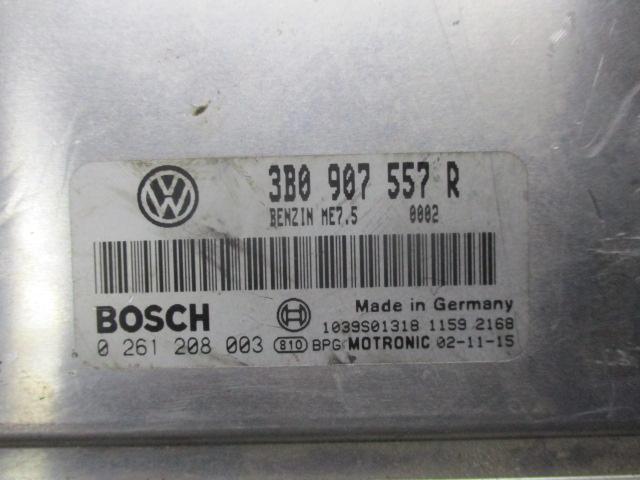 3B0 907 557 R
BENZIN ME7.5 0002
BOSCH
Made in Germany
1039S01318 1159 2168
0 261 208 003 810 BPG MOTRONIC 02-11-15